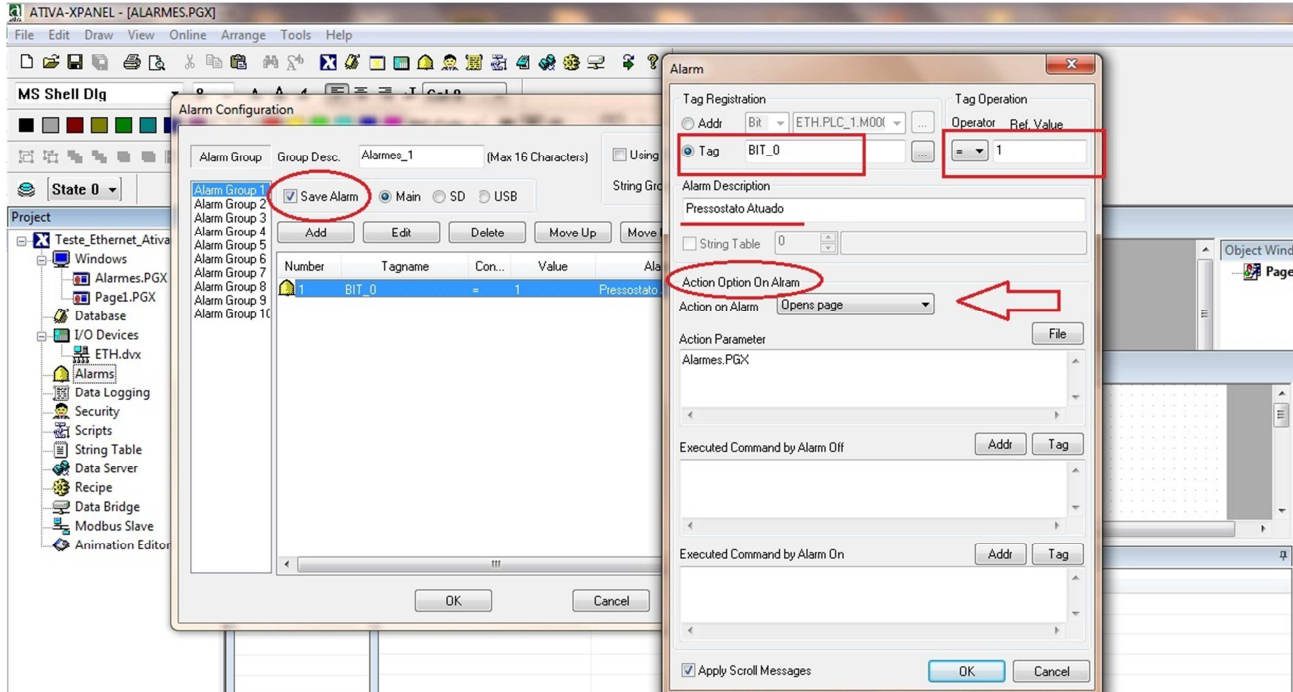 ATIVA-XPANEL - [ALARMES.PGX]
File Edit Draw View Online Arrange Tools Help
MS Shell Dlg
State 0
Project
Teste_Ethernet_Ativa
Windows
Alarmes.PGX
Page1.PGX
Database
I/O Devices
ETH.dvx
Alarms
Data Logging
Security
Scripts
String Table
Data Server
Recipe
Data Bridge
Modbus Slave
Animation Editor
Alarm Configuration
Alarm Group
Group Desc. Alarmes_1 (Max 16 Characters) Using
Alarm Group 1
Alarm Group 2
Alarm Group 3
Alarm Group 4
Alarm Group 5
Alarm Group 6
Alarm Group 7
Alarm Group 8
Alarm Group 9
Alarm Group 10
Save Alarm Main SD USB String Gro
Add Edit Delete Move Up Move
Number Tagname Con... Value Ala
1 BIT_0 = 1 Pressostato
OK Cancel
Alarm
Tag Registration
Addr Bit ETH.PLC_1.M00( ...
Tag BIT_0 ...
Tag Operation
Operator Ref. Value
= 1
Alarm Description
Pressostato Atuado
String Table 0
Action Option On Alram
Action on Alarm Opens page
Action Parameter File
Alarmes.PGX
Executed Command by Alarm Off Addr Tag
Executed Command by Alarm On Addr Tag
Apply Scroll Messages OK Cancel
Object Wind
Page